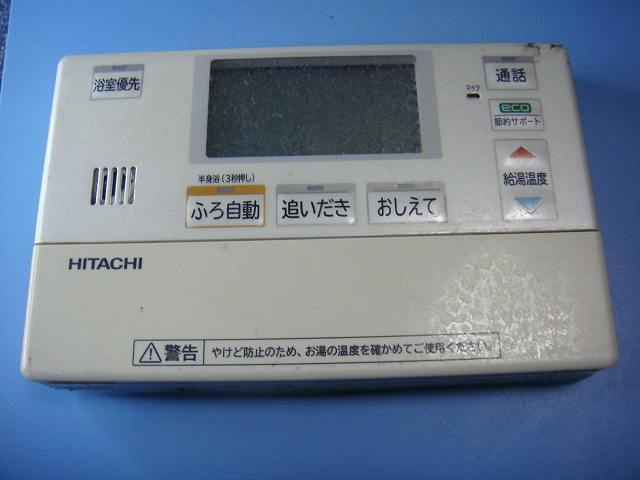 浴室優先
通話
マイク
eco
節約サポート
給湯温度
半身浴(3秒押し)
ふろ自動
追いだき
おしえて
HITACHI
警告 やけど防止のため、お湯の温度を確かめてご使用ください。